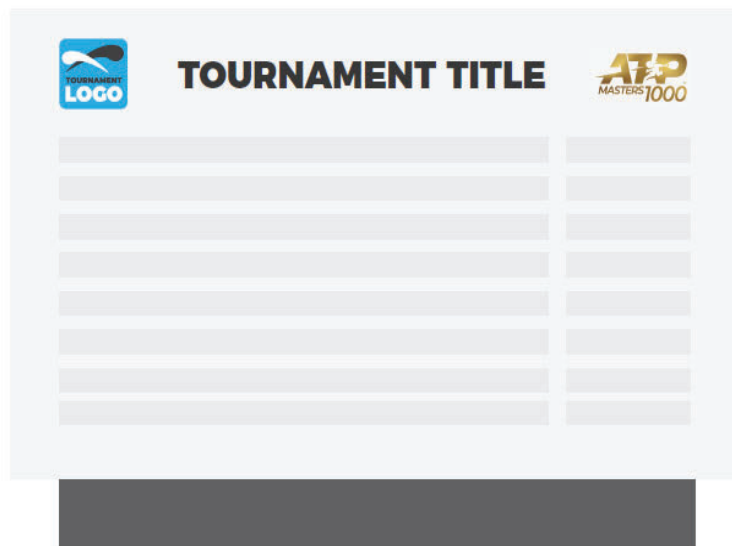 TOURNAMENT
LOGO
TOURNAMENT TITLE
ATP
MASTERS 1000